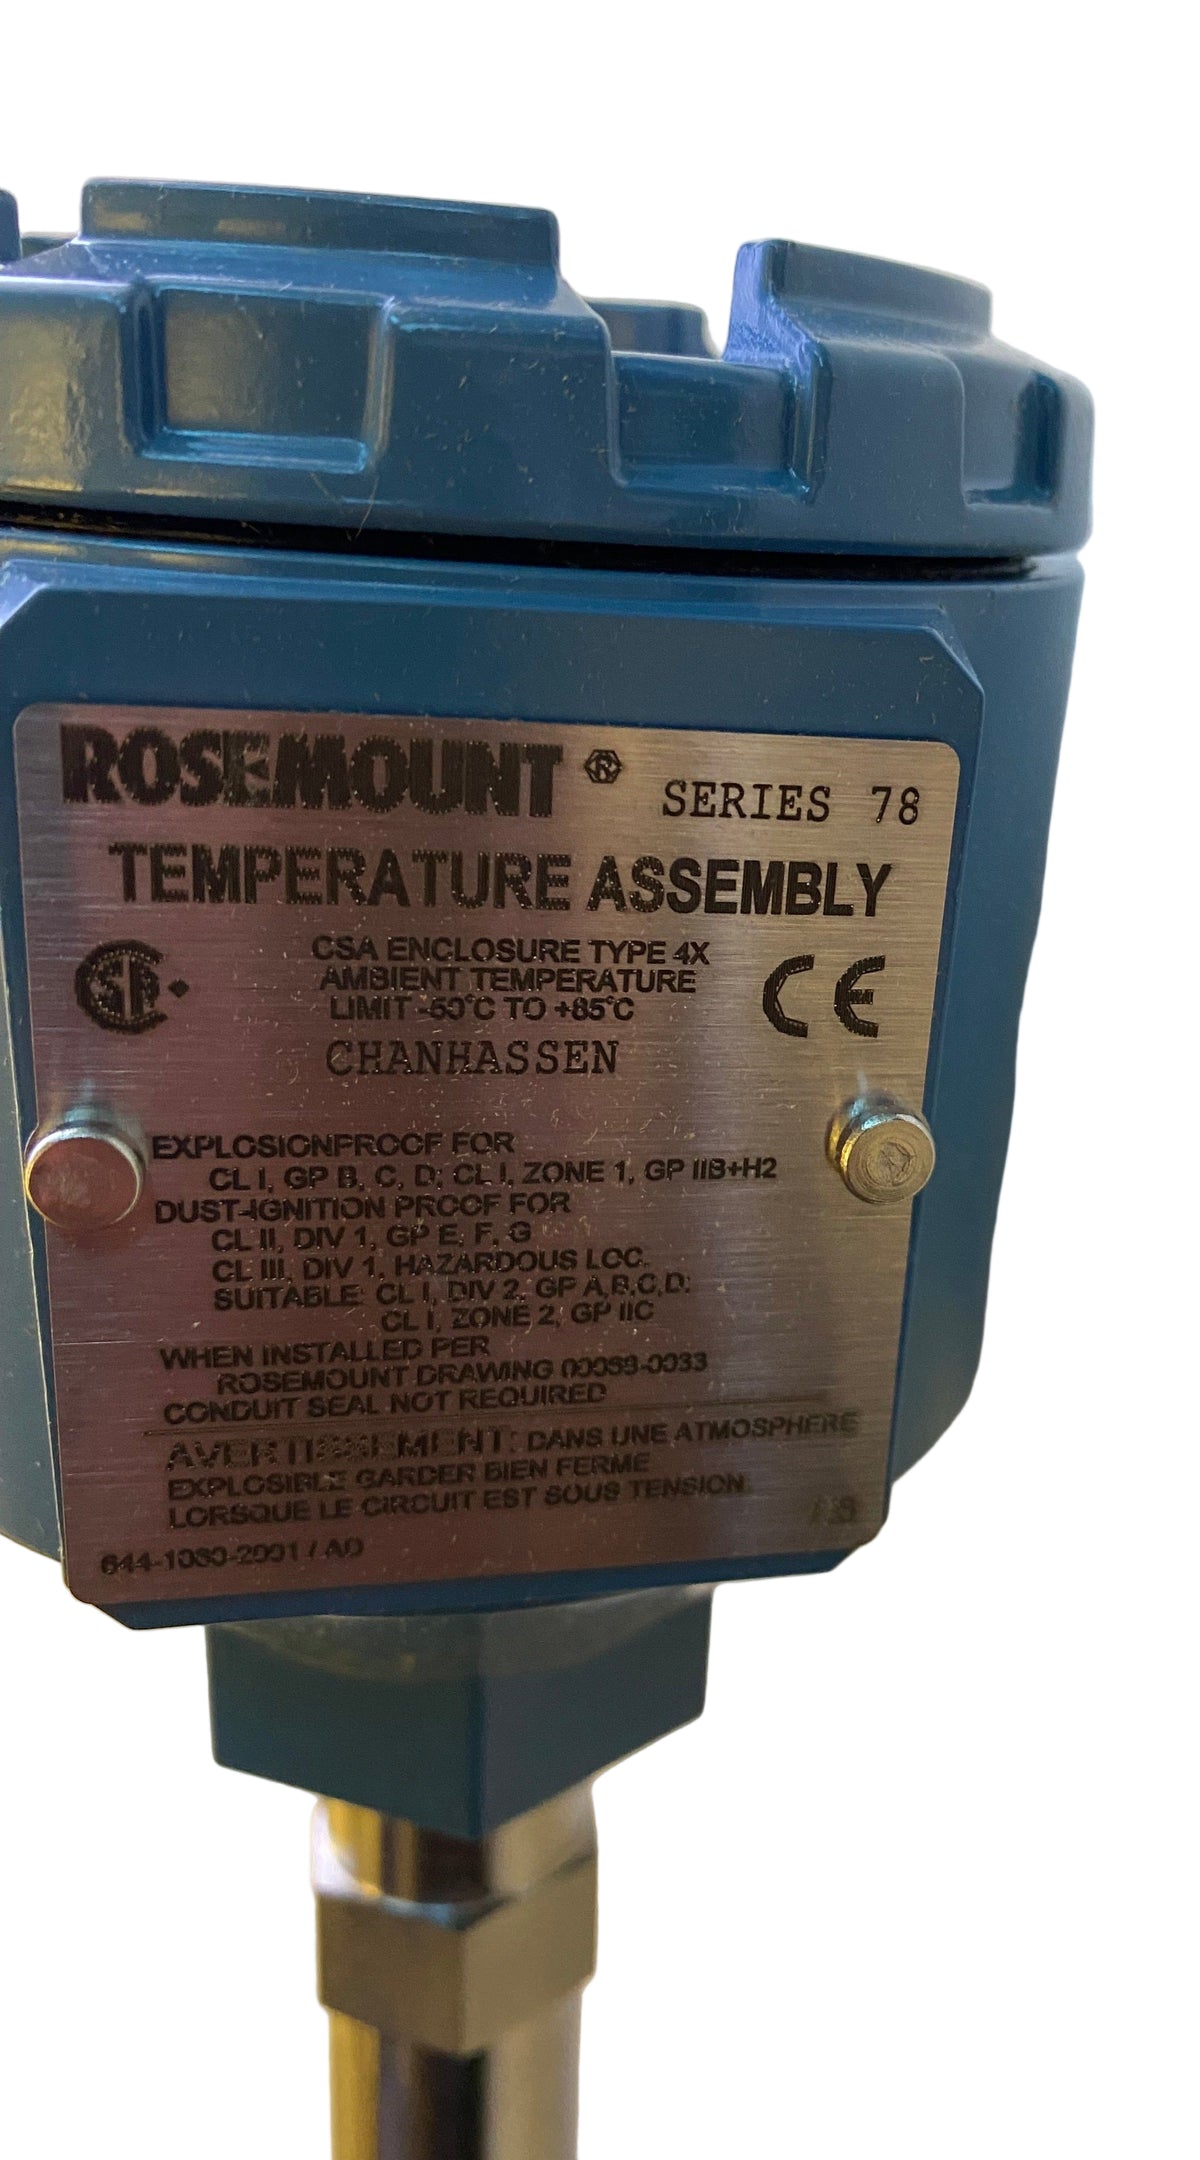 ROSEMOUNT ® SERIES 78
TEMPERATURE ASSEMBLY
CSA ENCLOSURE TYPE 4X
AMBIENT TEMPERATURE
LIMIT -50°C TO +85°C
CHANHASSEN
EXPLOSIONPROOF FOR
CL I, GP B, C, D; CL I, ZONE 1, GP IIB+H2
DUST-IGNITION PROOF FOR
CL II, DIV 1, GP E, F, G
CL III, DIV 1, HAZARDOUS LOC.
SUITABLE: CL I, DIV 2, GP A,B,C,D;
CL I, ZONE 2, GP IIC
WHEN INSTALLED PER
ROSEMOUNT DRAWING 00068-0033
CONDUIT SEAL NOT REQUIRED
AVERTISSEMENT: DANS UNE ATMOSPHERE
EXPLOSIBLE GARDER BIEN FERME
LORSQUE LE CIRCUIT EST SOUS TENSION.
644-1080-2001 / AD
SA
CE